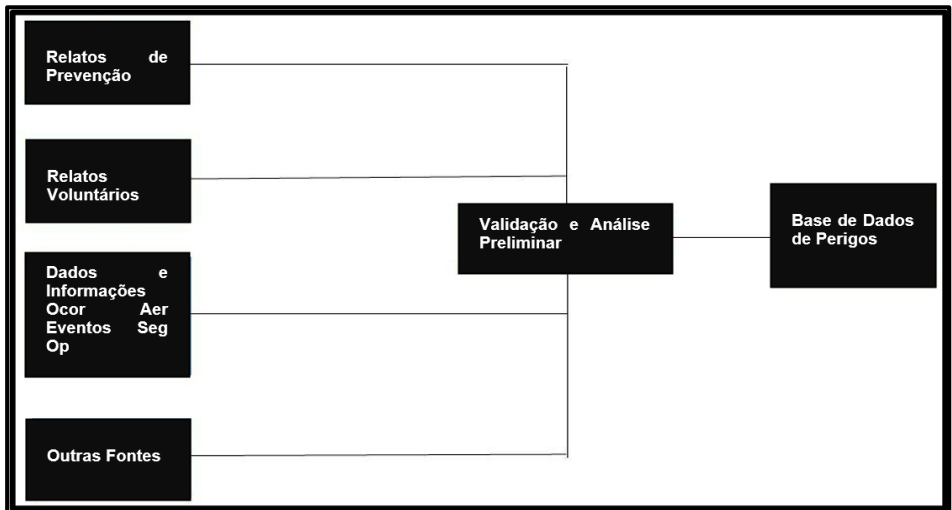 Relatos de
Prevenção
Relatos
Voluntários
Dados e
Informações
Ocor Aer
Eventos Seg
Op
Outras Fontes
Validação e Análise
Preliminar
Base de Dados
de Perigos